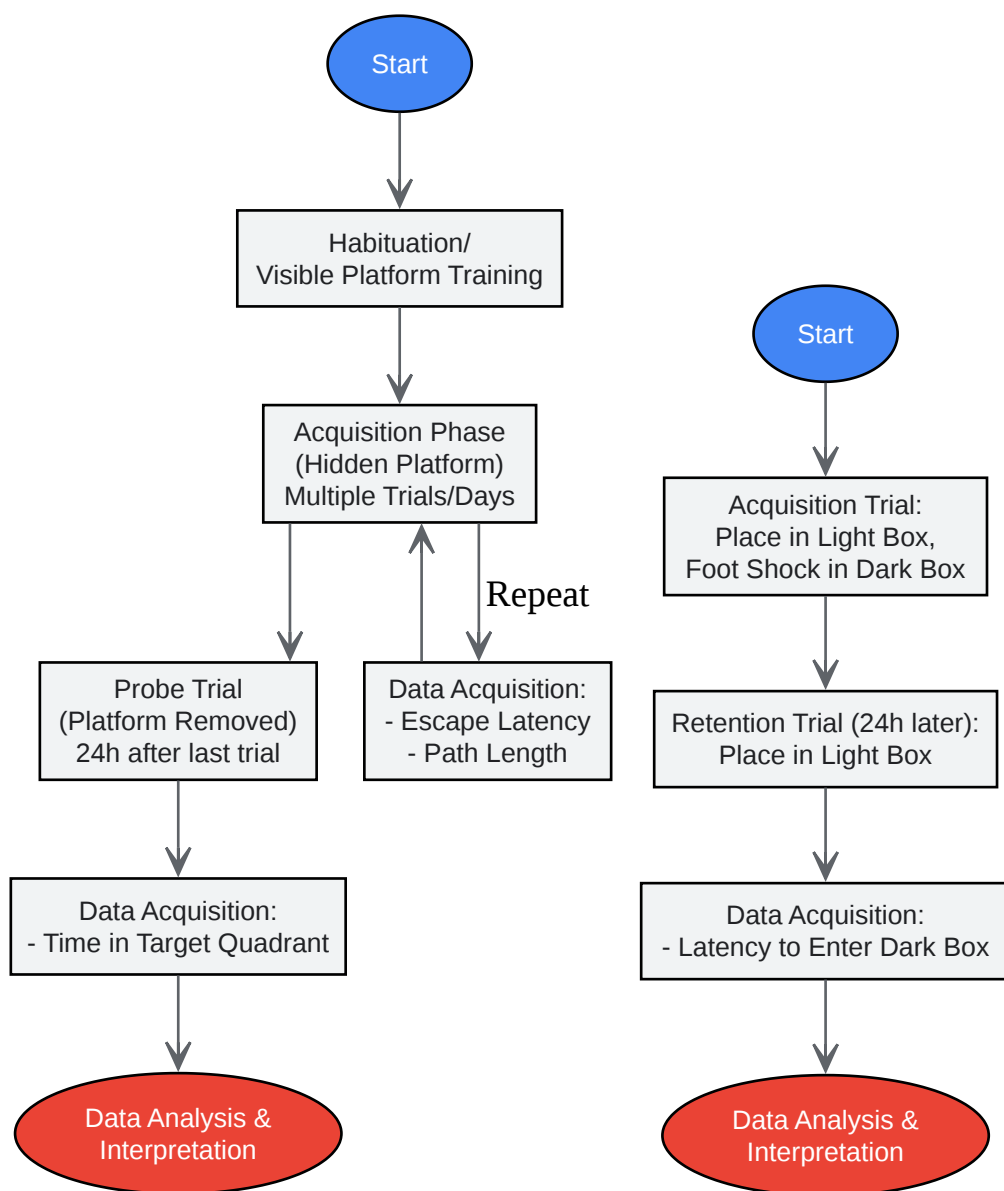 Start
Habituation/
Visible Platform Training
Acquisition Phase
(Hidden Platform)
Multiple Trials/Days
Repeat
Probe Trial
(Platform Removed)
24h after last trial
Data Acquisition:
- Escape Latency
- Path Length
Data Acquisition:
- Time in Target Quadrant
Data Analysis &
Interpretation
Start
Acquisition Trial:
Place in Light Box,
Foot Shock in Dark Box
Retention Trial (24h later):
Place in Light Box
Data Acquisition:
- Latency to Enter Dark Box
Data Analysis &
Interpretation